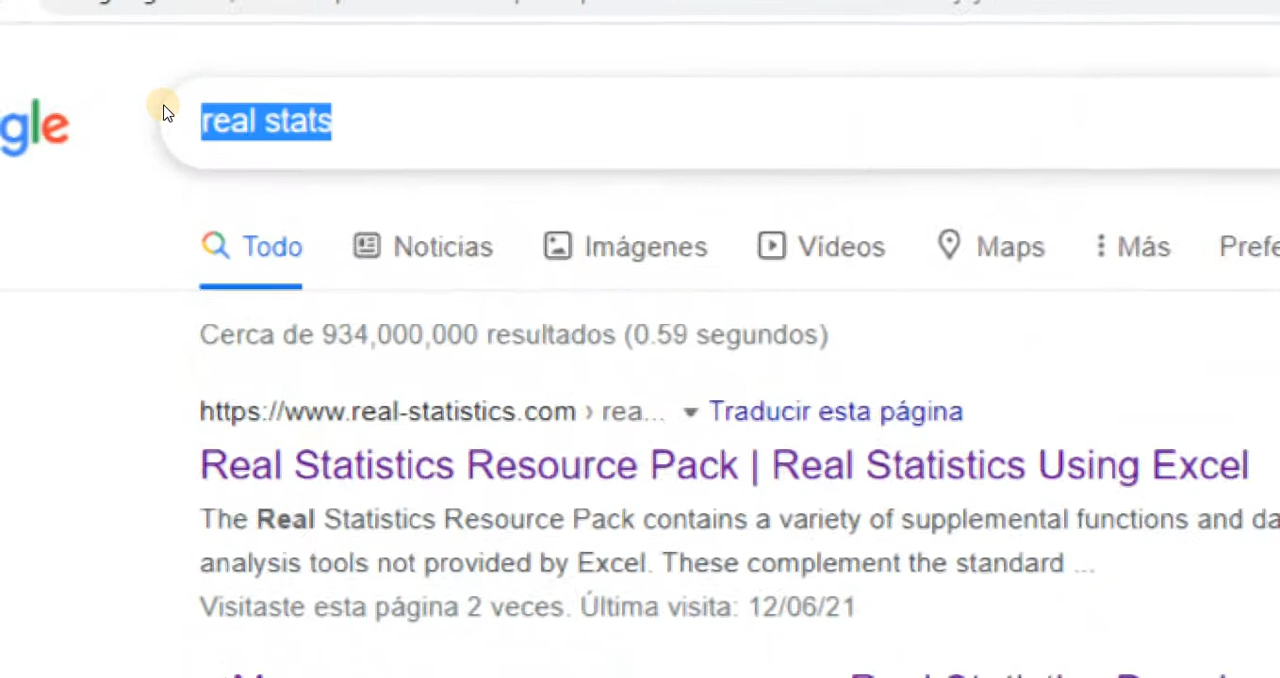 gle
real stats
Todo Noticias Imágenes Vídeos Maps Más Prefe
Cerca de 934,000,000 resultados (0.59 segundos)
https://www.real-statistics.com › rea... Traducir esta página
Real Statistics Resource Pack | Real Statistics Using Excel
The Real Statistics Resource Pack contains a variety of supplemental functions and da
analysis tools not provided by Excel. These complement the standard ...
Visitaste esta página 2 veces. Última visita: 12/06/21